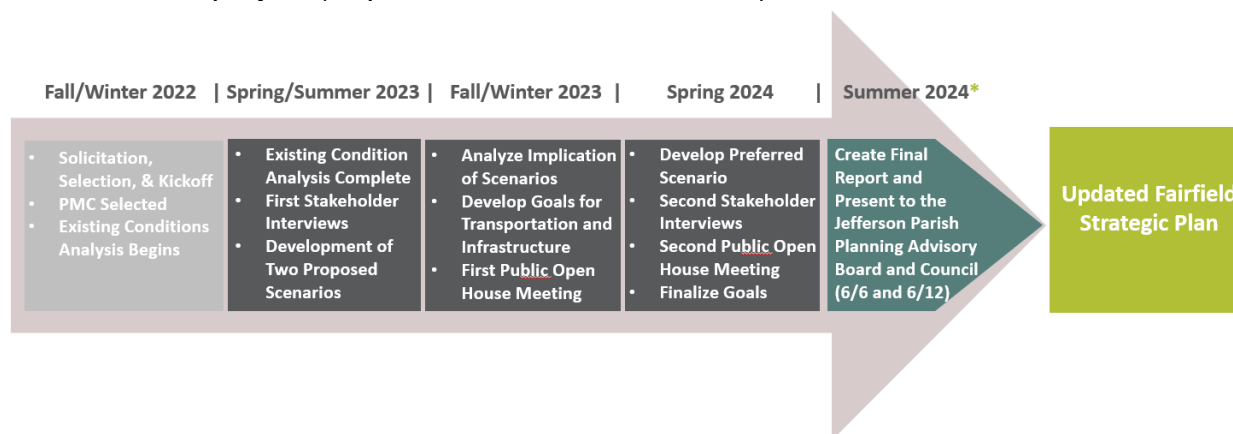 Fall/Winter 2022 | Spring/Summer 2023 | Fall/Winter 2023 | Spring 2024 | Summer 2024*
• Solicitation,
Selection, & Kickoff
• PMC Selected
• Existing Conditions
Analysis Begins
• Existing Condition
Analysis Complete
• First Stakeholder
Interviews
• Development of
Two Proposed
Scenarios
• Analyze Implication
of Scenarios
• Develop Goals for
Transportation and
Infrastructure
• First Public Open
House Meeting
• Develop Preferred
Scenario
• Second Stakeholder
Interviews
• Second Public Open
House Meeting
• Finalize Goals
Create Final
Report and
Present to the
Jefferson Parish
Planning Advisory
Board and Council
(6/6 and 6/12)
Updated Fairfield
Strategic Plan